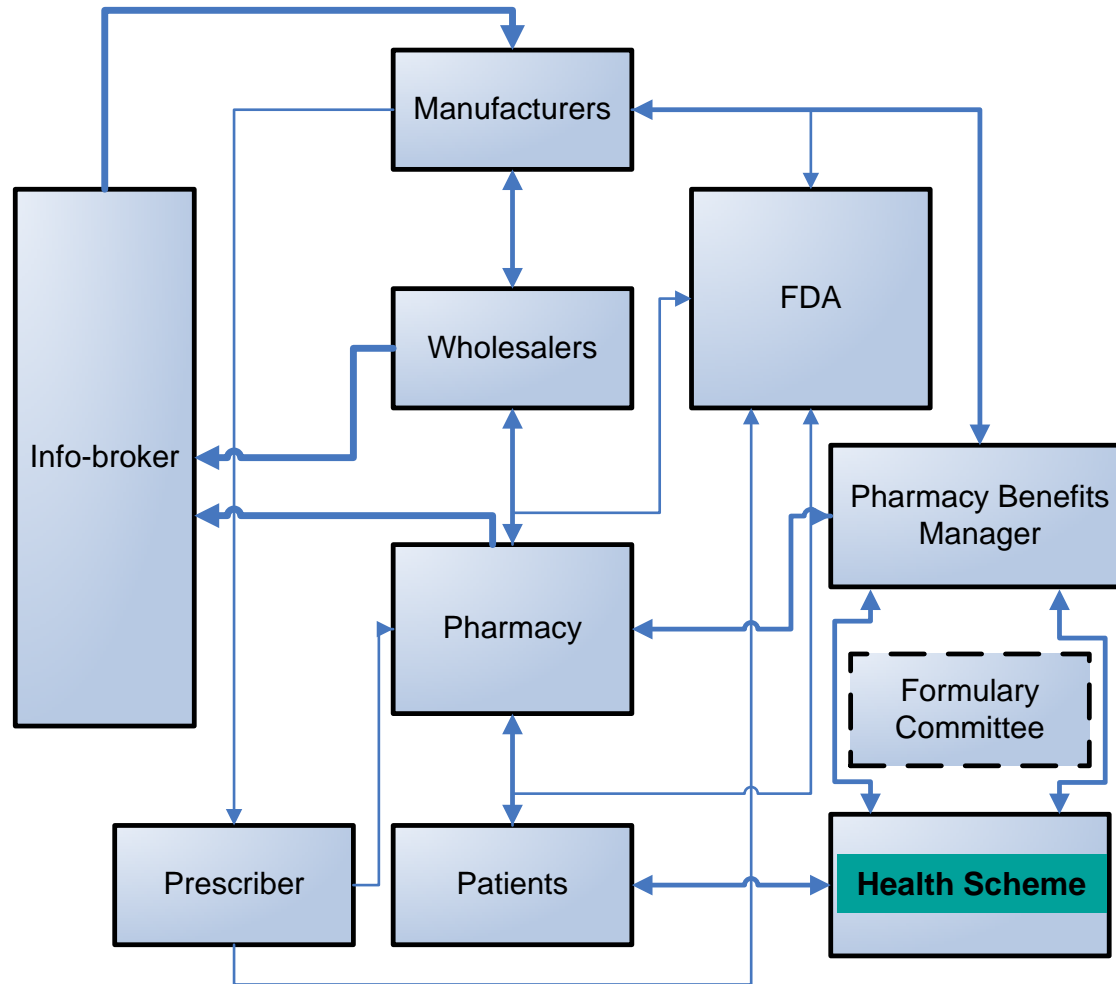 Manufacturers
FDA
Wholesalers
Info-broker
Pharmacy Benefits
Manager
Pharmacy
Formulary
Committee
Prescriber
Patients
Health Scheme